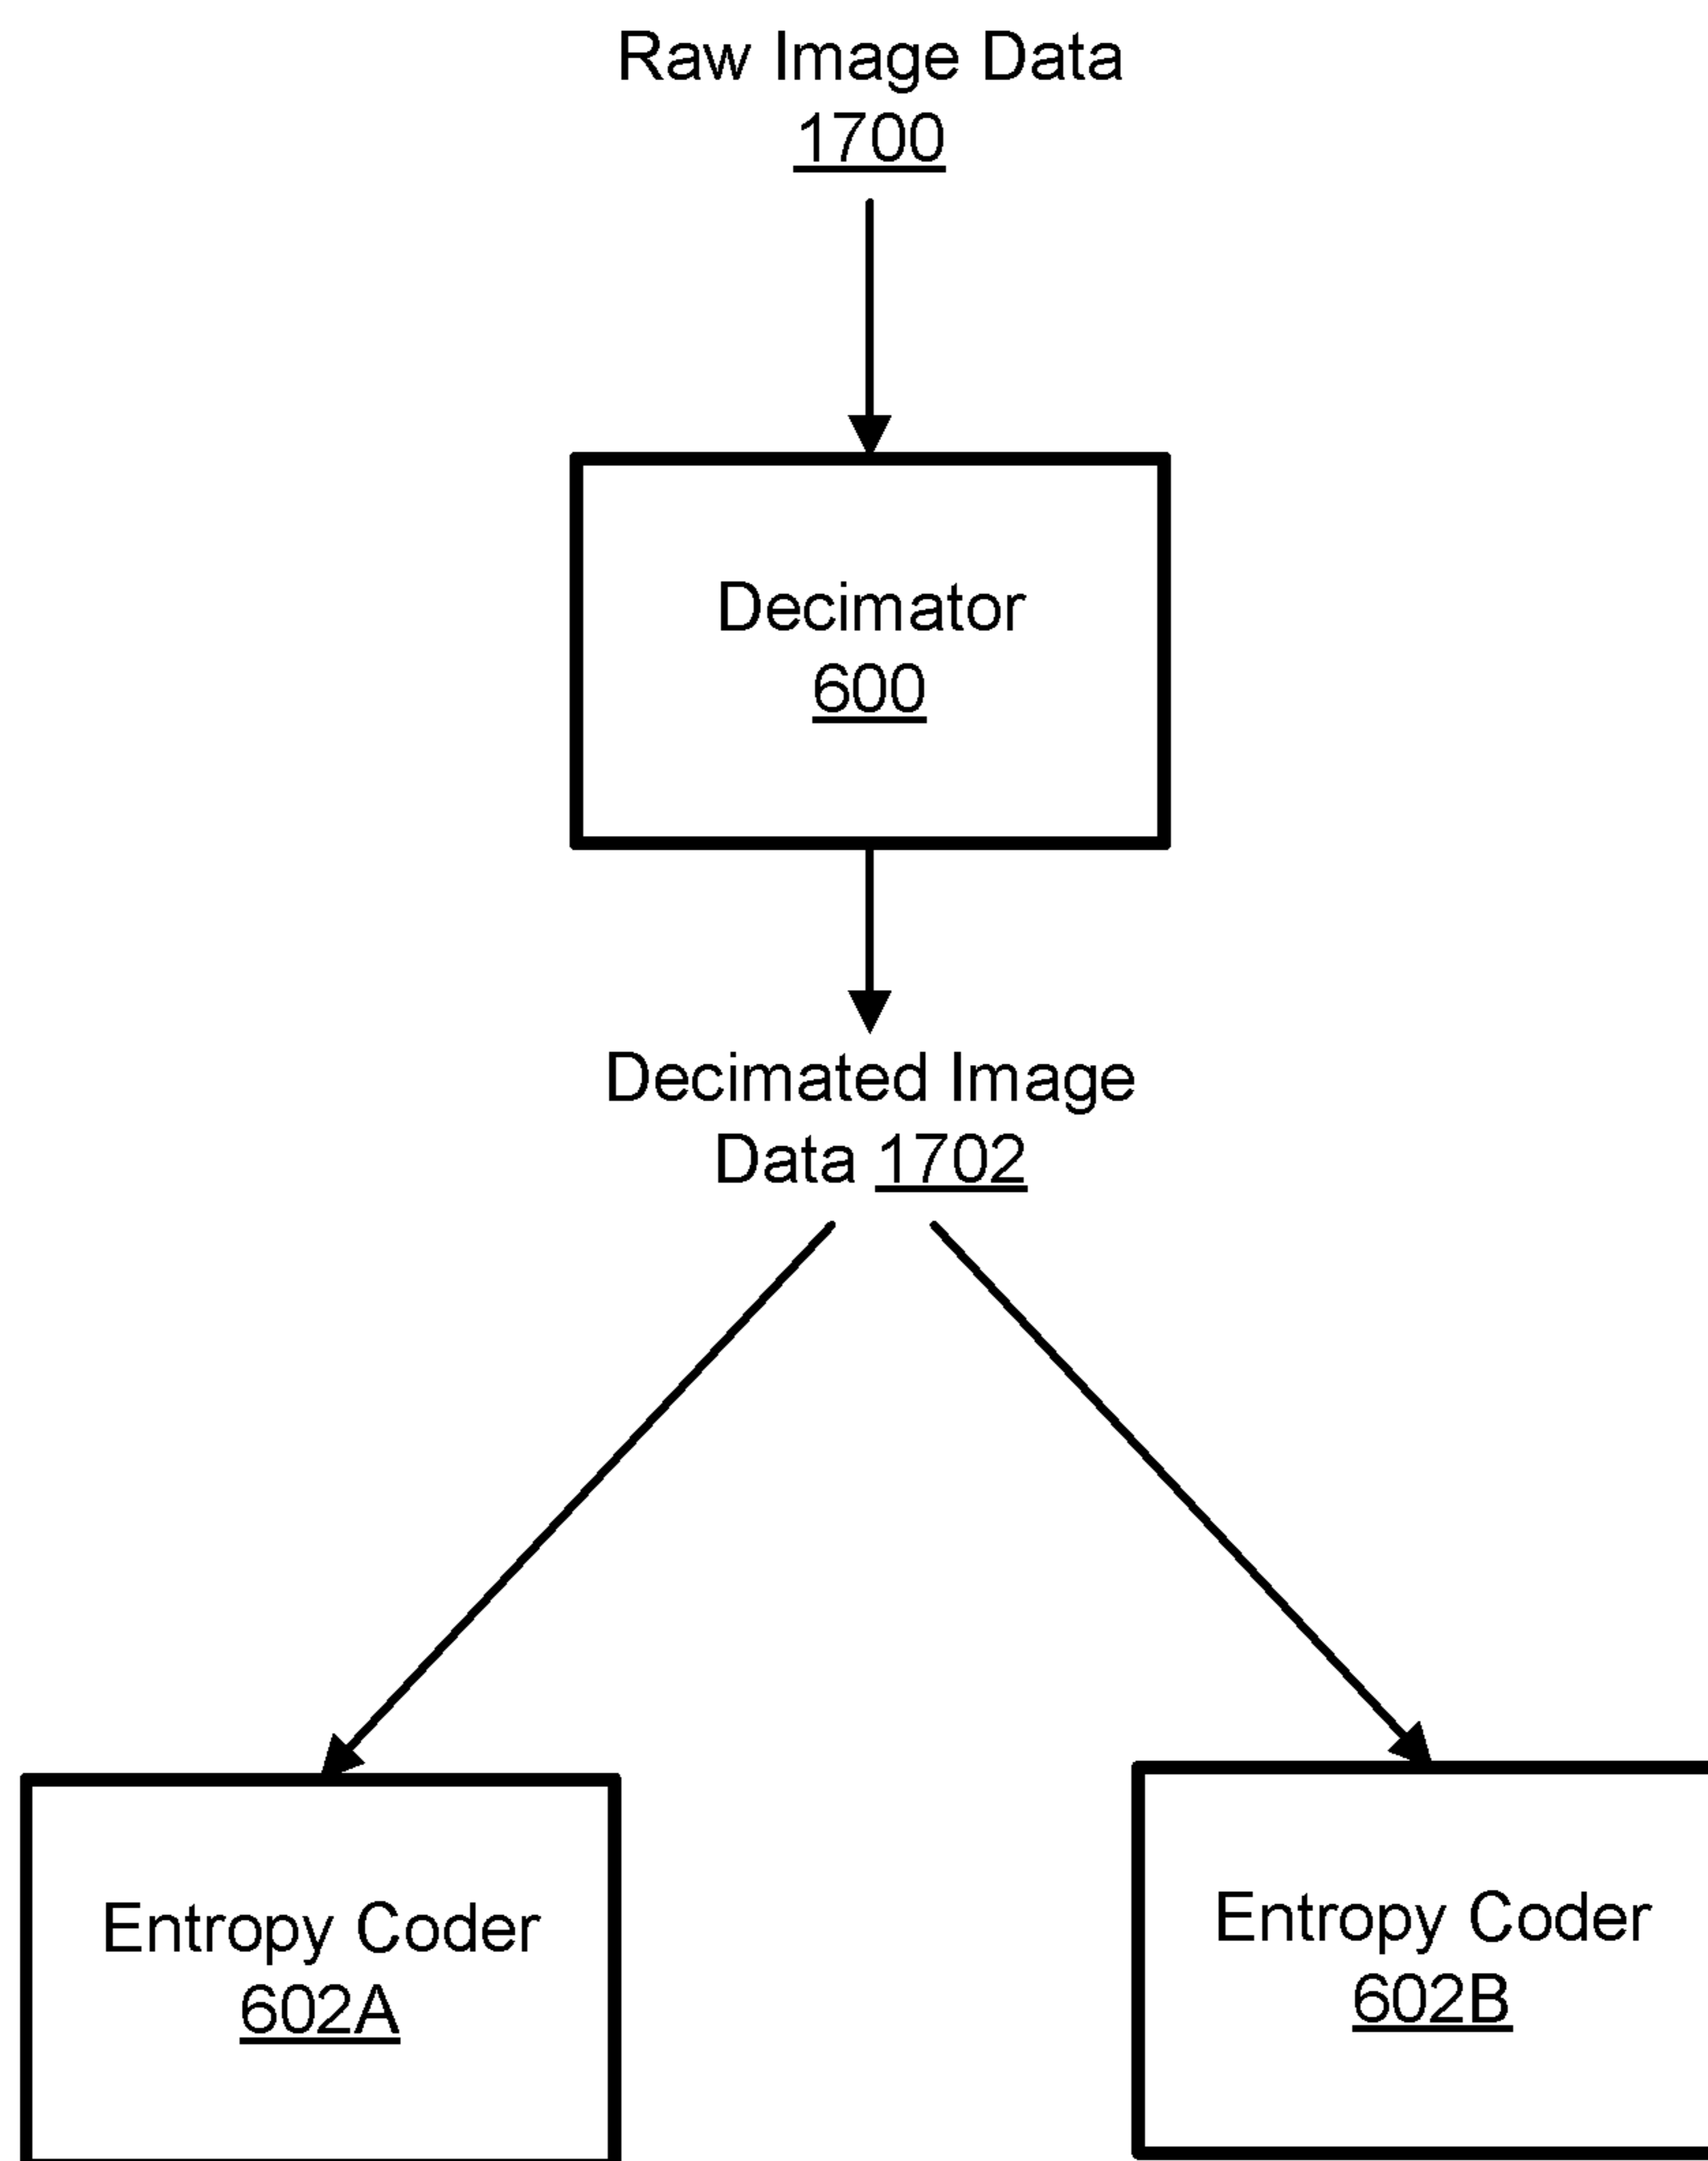 Raw Image Data
1700
Decimator
600
Decimated Image
Data 1702
Entropy Coder
602A
Entropy Coder
602B